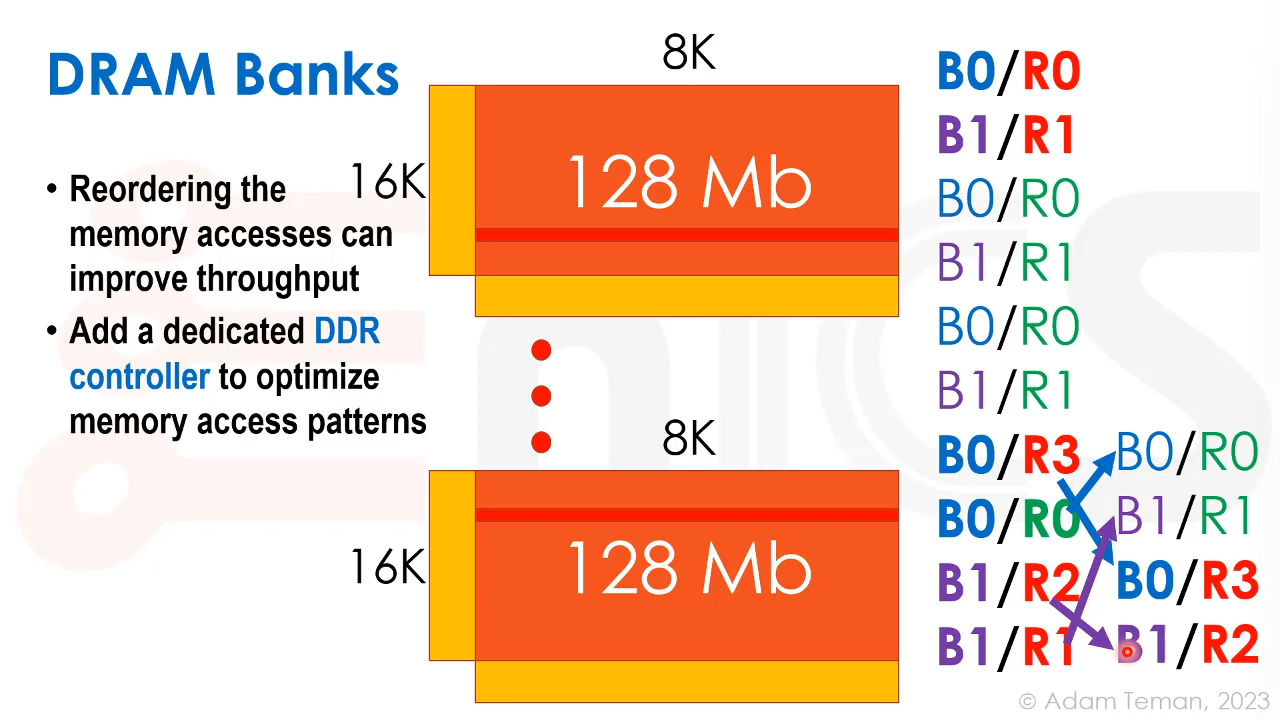 DRAM Banks
• Reordering the
memory accesses can
improve throughput
• Add a dedicated DDR
controller to optimize
memory access patterns
8K
16K
128 Mb
8K
16K
128 Mb
B0/R0
B1/R1
B0/R0
B1/R1
B0/R0
B1/R1
B0/R3
B0/R0
B1/R2
B1/R1
B0/R0
B1/R1
B0/R3
B1/R2
EnICS
© Adam Teman, 2023